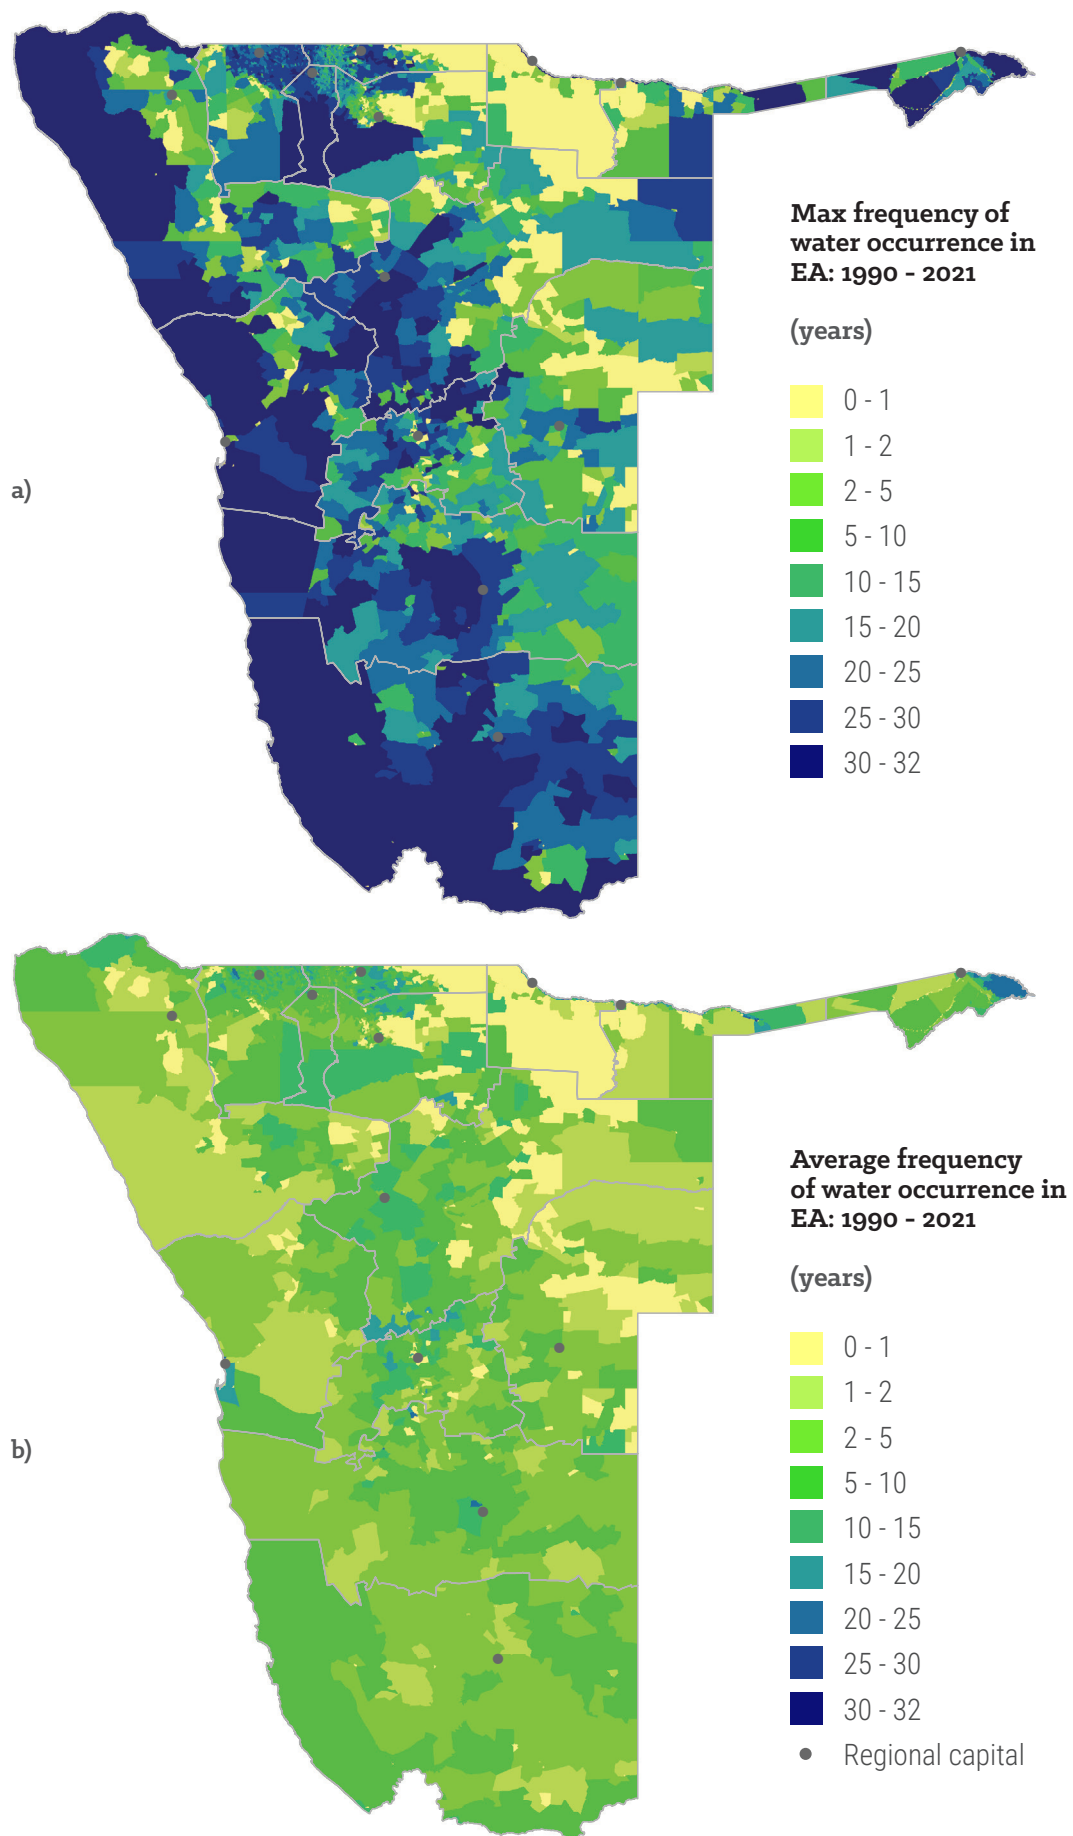 Max frequency of
water occurrence in
EA: 1990 - 2021
(years)
0 - 1
1 - 2
2 - 5
5 - 10
10 - 15
15 - 20
20 - 25
25 - 30
30 - 32
a)
Average frequency
of water occurrence in
EA: 1990 - 2021
(years)
0 - 1
1 - 2
2 - 5
5 - 10
10 - 15
15 - 20
20 - 25
25 - 30
30 - 32
Regional capital
b)